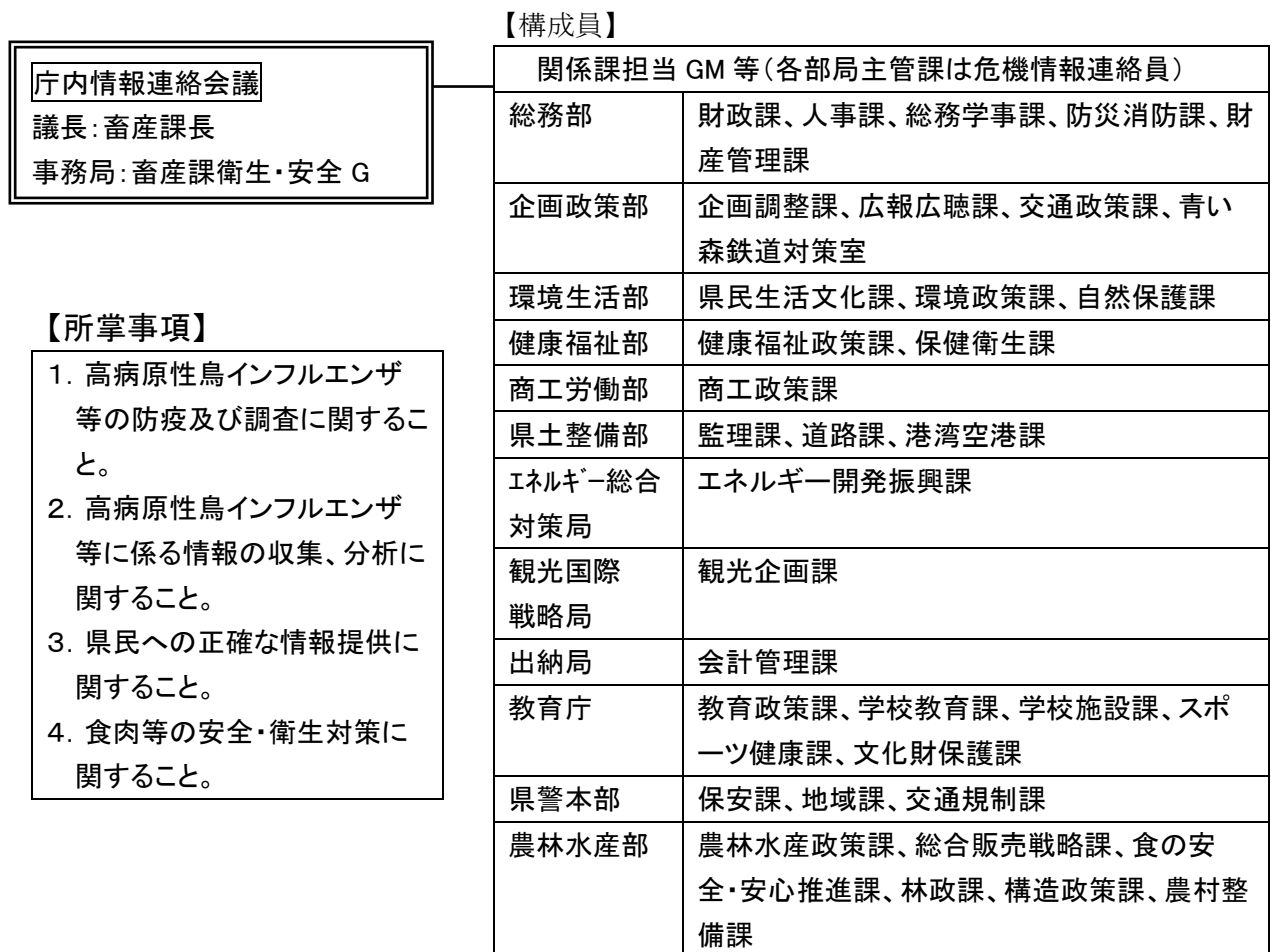 庁内情報連絡会議
議長：畜産課長
事務局：畜産課衛生・安全 G
【所掌事項】
１．高病原性鳥インフルエンザ
等の防疫及び調査に関するこ
と。
２．高病原性鳥インフルエンザ
等に係る情報の収集、分析に
関すること。
３．県民への正確な情報提供に
関すること。
４．食肉等の安全・衛生対策に
関すること。
【構成員】
関係課担当 GM 等（各部局主管課は危機情報連絡員）
総務部 財政課、人事課、総務学事課、防災消防課、財
産管理課
企画政策部 企画調整課、広報広聴課、交通政策課、青い
森鉄道対策室
環境生活部 県民生活文化課、環境政策課、自然保護課
健康福祉部 健康福祉政策課、保健衛生課
商工労働部 商工政策課
県土整備部 監理課、道路課、港湾空港課
ｴﾈﾙｷﾞｰ総合 エネルギー開発振興課
対策局
観光国際 観光企画課
戦略局
出納局 会計管理課
教育庁 教育政策課、学校教育課、学校施設課、スポ
ーツ健康課、文化財保護課
県警本部 保安課、地域課、交通規制課
農林水産部 農林水産政策課、総合販売戦略課、食の安
全・安心推進課、林政課、構造政策課、農村整
備課